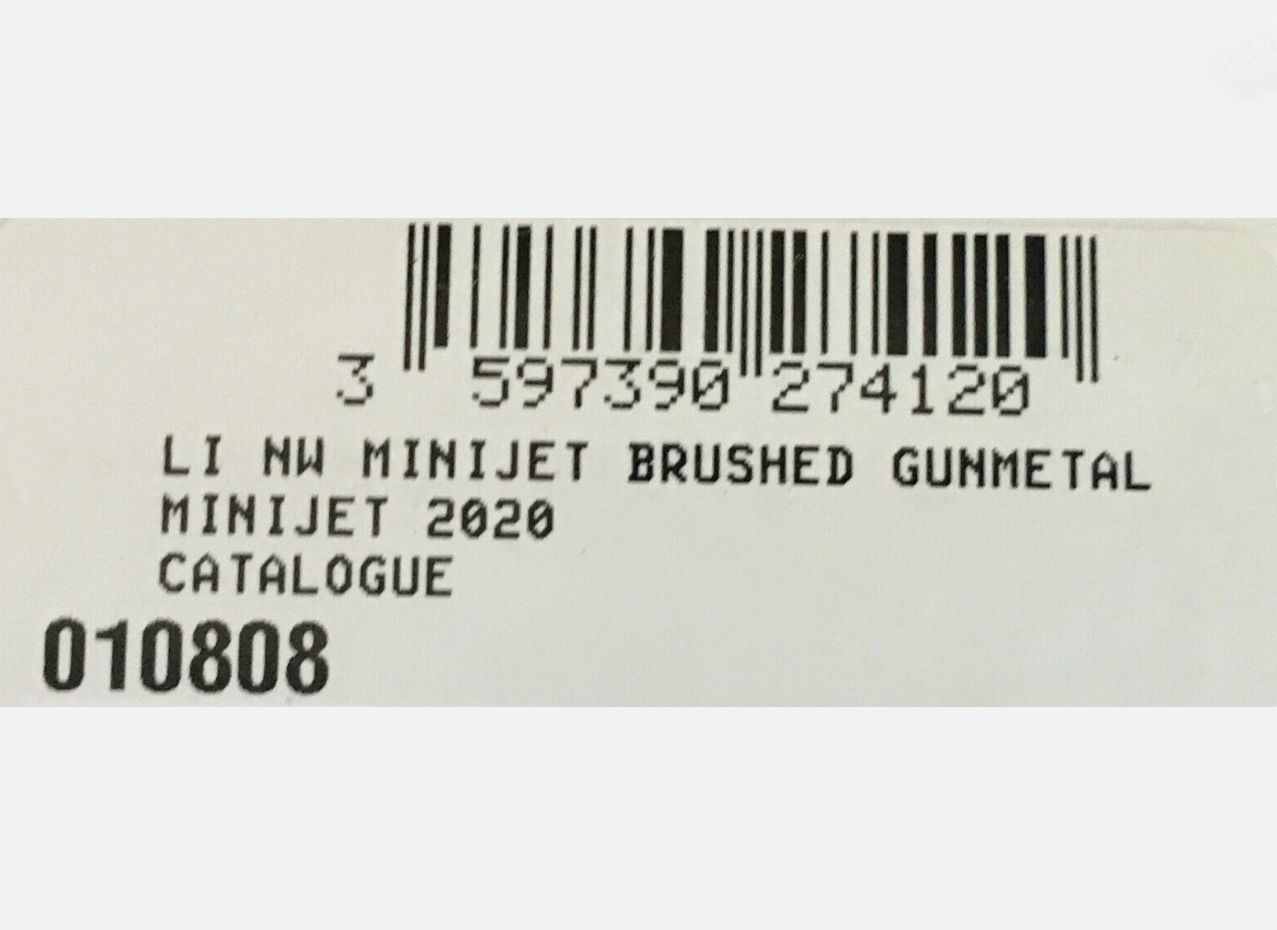 3 597390 274120
LI NW MINIJET BRUSHED GUNMETAL
MINIJET 2020
CATALOGUE
010808